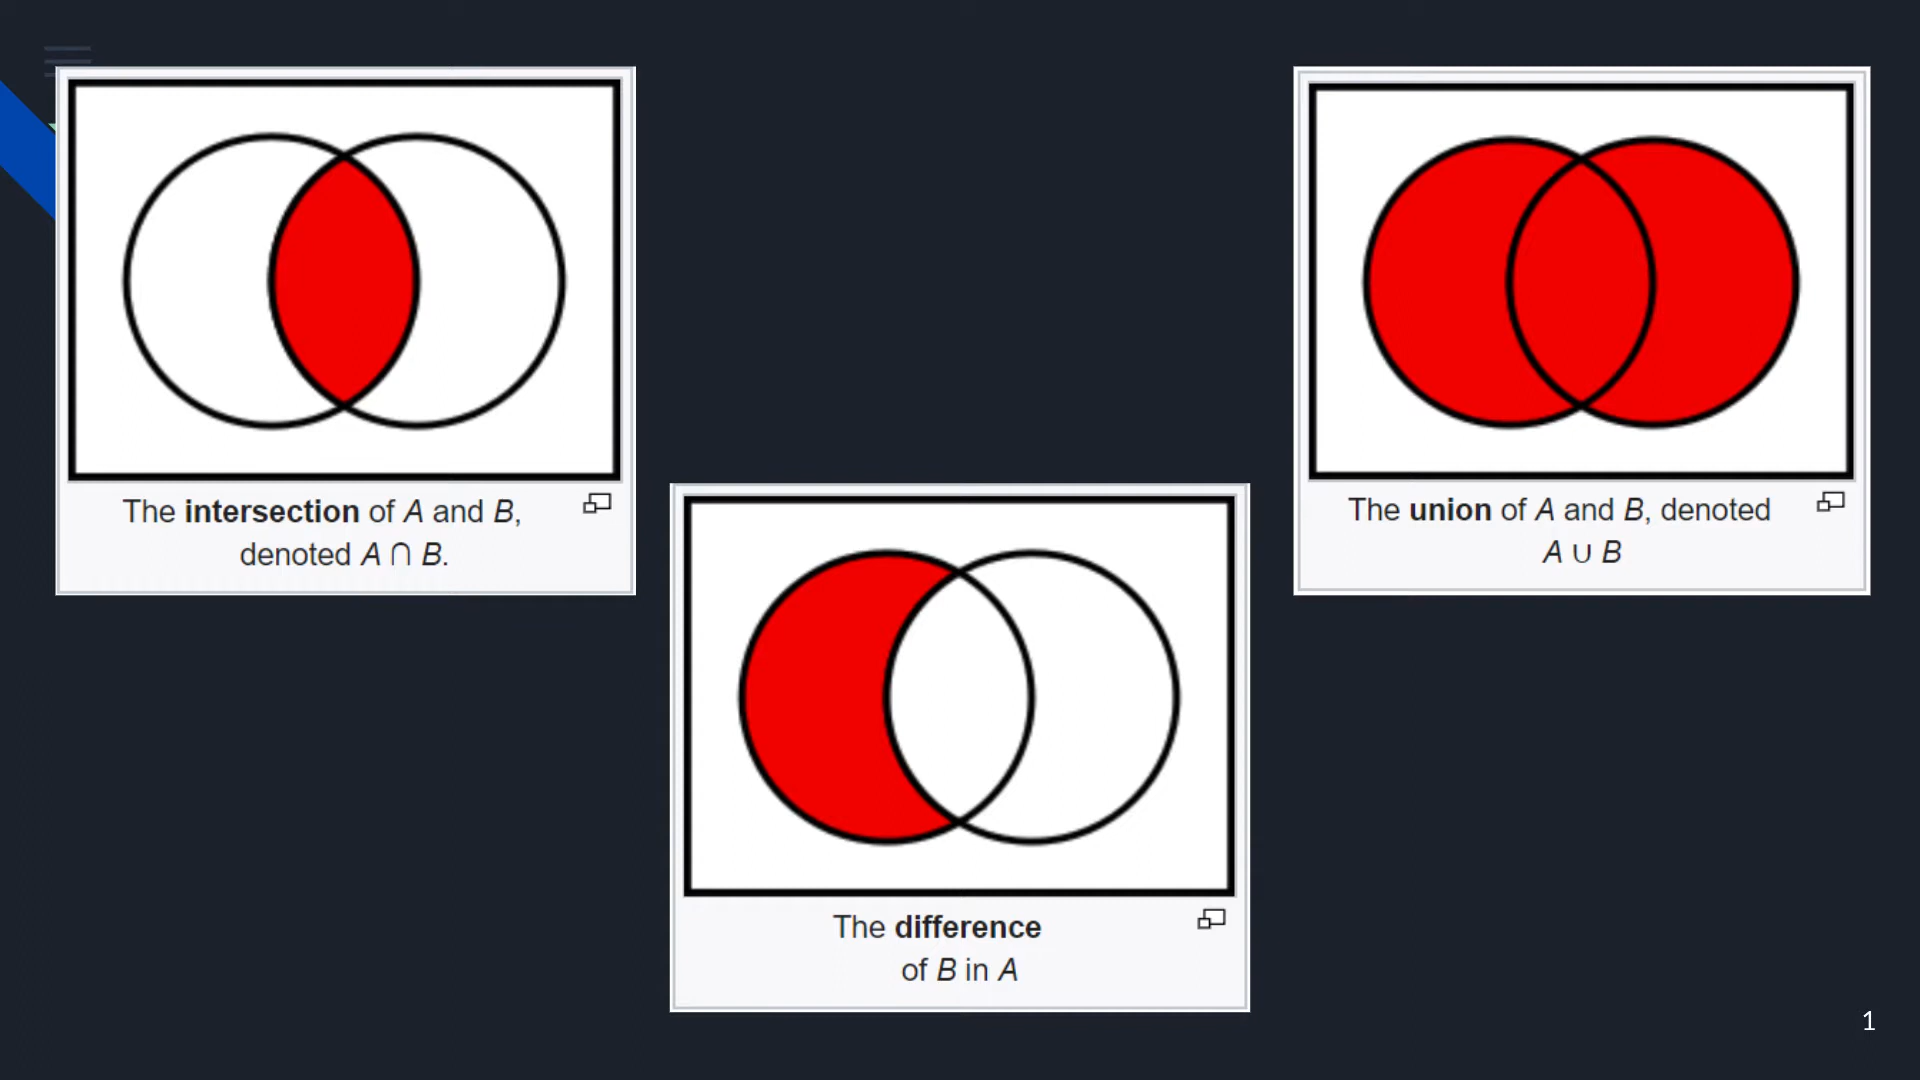 The intersection of A and B,
denoted A ∩ B.
The union of A and B, denoted
A ∪ B
The difference
of B in A
1